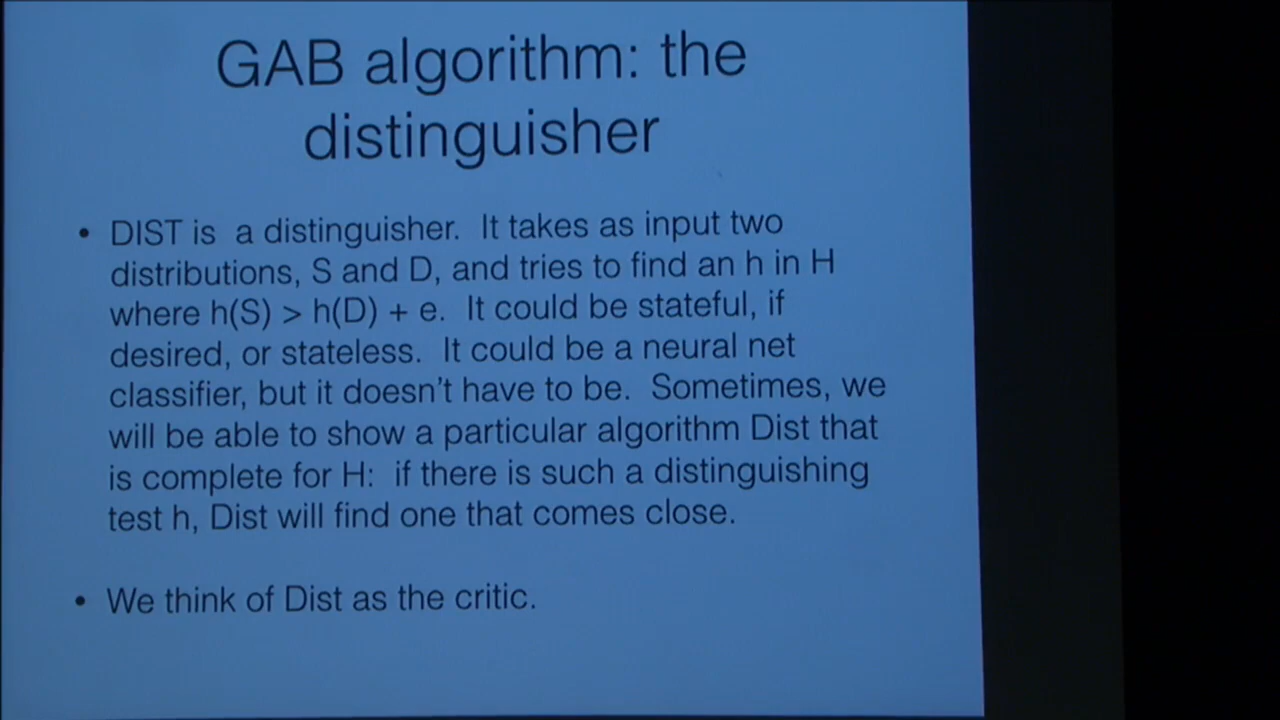 GAB algorithm: the
distinguisher
• DIST is a distinguisher. It takes as input two
distributions, S and D, and tries to find an h in H
where h(S) > h(D) + e. It could be stateful, if
desired, or stateless. It could be a neural net
classifier, but it doesn't have to be. Sometimes, we
will be able to show a particular algorithm Dist that
is complete for H: if there is such a distinguishing
test h, Dist will find one that comes close.
• We think of Dist as the critic.